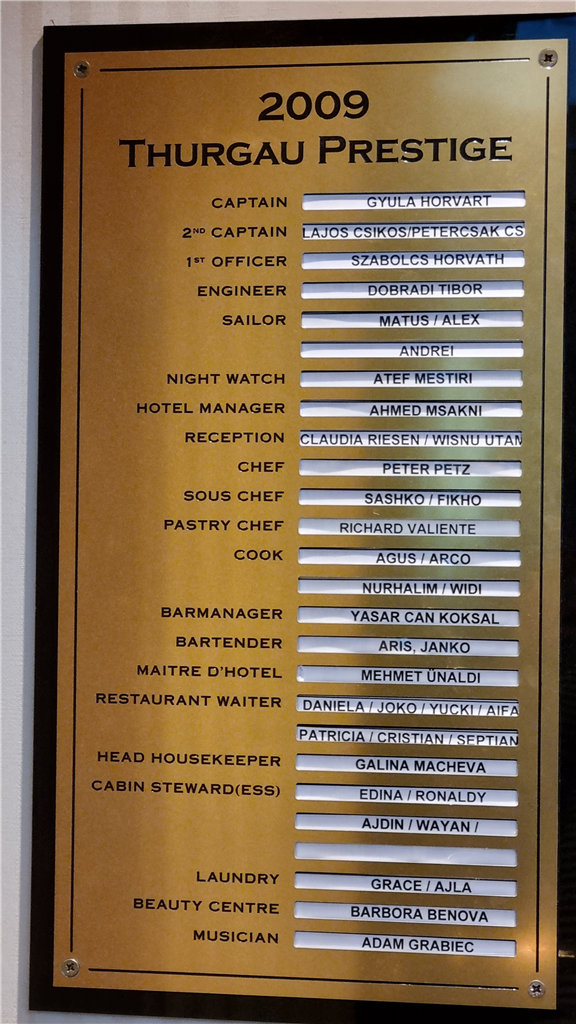 2009
THURGAU PRESTIGE
CAPTAIN GYULA HORVART
2ND CAPTAIN LAJOS CSIKOS/PETERCSAK CS
1ST OFFICER SZABOLCS HORVATH
ENGINEER DOBRADI TIBOR
SAILOR MATUS / ALEX
ANDREI
NIGHT WATCH ATEF MESTIRI
HOTEL MANAGER AHMED MSAKNI
RECEPTION CLAUDIA RIESEN / WISNU UTAM
CHEF PETER PETZ
SOUS CHEF SASHKO / FIKHO
PASTRY CHEF RICHARD VALIENTE
COOK AGUS / ARCO
NURHALIM / WIDI
BARMANAGER YASAR CAN KOKSAL
BARTENDER ARIS, JANKO
MAITRE D'HOTEL MEHMET ÜNALDI
RESTAURANT WAITER DANIELA / JOKO / YUCKI / AIFA
PATRICIA / CRISTIAN / SEPTIAN
HEAD HOUSEKEEPER GALINA MACHEVA
CABIN STEWARD(ESS) EDINA / RONALDY
AJDIN / WAYAN /
LAUNDRY GRACE / AJLA
BEAUTY CENTRE BARBORA BENOVA
MUSICIAN ADAM GRABIEC